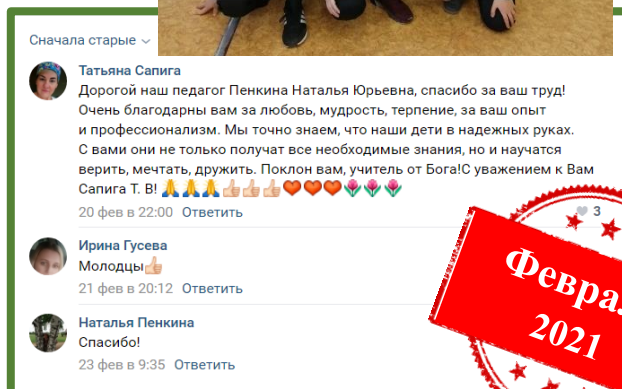 Сначала старые
Татьяна Сапига
Дорогой наш педагог Пенкина Наталья Юрьевна, спасибо за ваш труд!
Очень благодарны вам за любовь, мудрость, терпение, за ваш опыт
и профессионализм. Мы точно знаем, что наши дети в надежных руках.
С вами они не только получат все необходимые знания, но и научатся
верить, мечтать, дружить. Поклон вам, учитель от Бога!С уважением к Вам
Сапига Т. В! 🙏🙏🙏👍🏻👍🏻👍🏻❤❤❤🌷🌷🌷
20 фев в 22:00 Ответить
3
Ирина Гусева
Молодцы👍🏻
21 фев в 20:12 Ответить
Наталья Пенкина
Спасибо!
23 фев в 9:35 Ответить
Феврал
2021